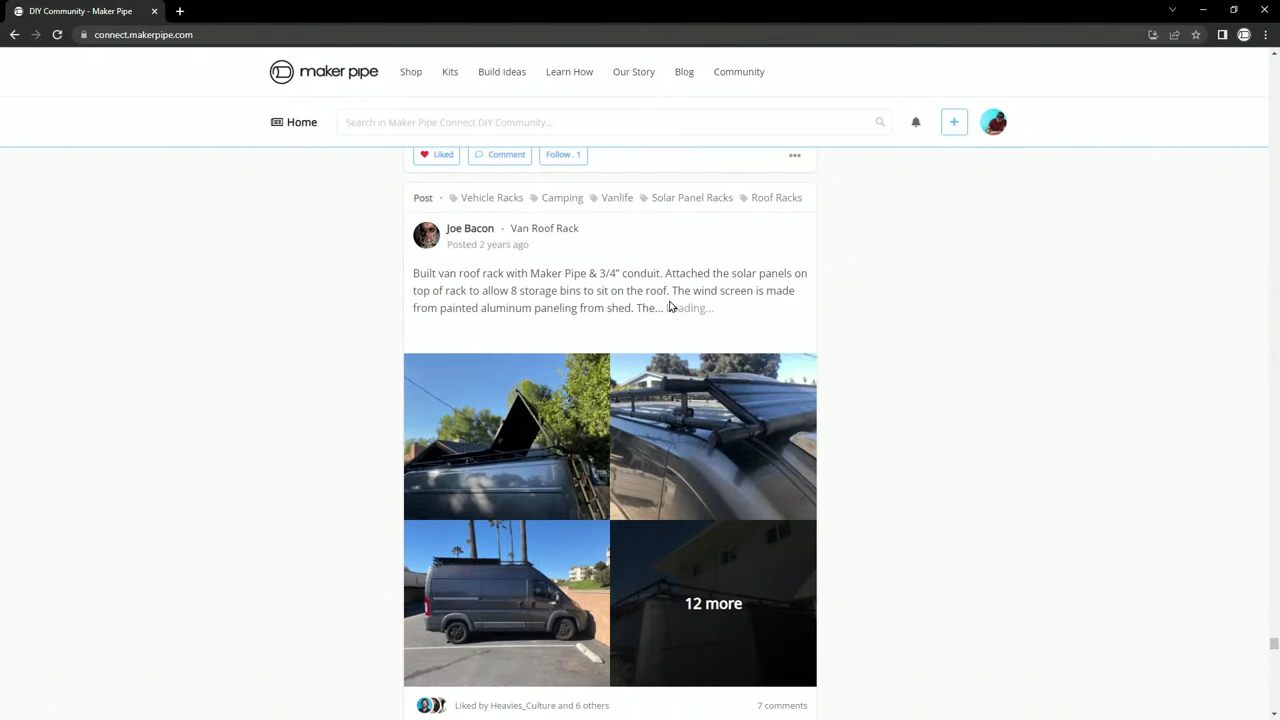 DIY Community - Maker Pipe
connect.makerpipe.com
maker pipe
Shop
Kits
Build Ideas
Learn How
Our Story
Blog
Community
Home
Search in Maker Pipe Connect DIY Community...
Liked
Comment
Follow . 1
Post · Vehicle Racks Camping Vanlife Solar Panel Racks Roof Racks
Joe Bacon · Van Roof Rack
Posted 2 years ago
Built van roof rack with Maker Pipe & 3/4” conduit. Attached the solar panels on
top of rack to allow 8 storage bins to sit on the roof. The wind screen is made
from painted aluminum paneling from shed. The...
12 more
Liked by Heavies_Culture and 6 others
7 comments